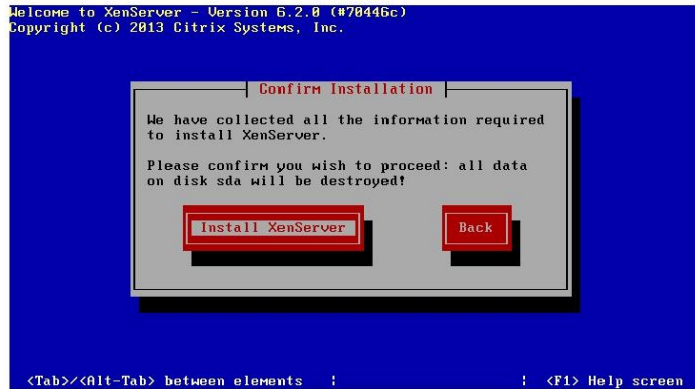 Welcome to XenServer - Version 6.2.0 (#70446c)
Copyright (c) 2013 Citrix Systems, Inc.
Confirm Installation
We have collected all the information required
to install XenServer.
Please confirm you wish to proceed: all data
on disk sda will be destroyed!
Install XenServer Back
<Tab>/<Alt-Tab> between elements | | <F1> Help screen